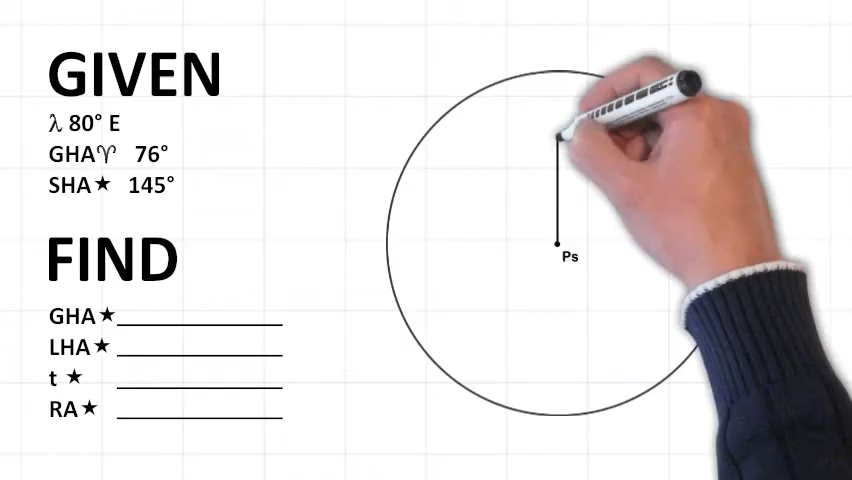 GIVEN
λ 80° E
GHA♈ 76°
SHA★ 145°
FIND
GHA★
LHA★
t ★
RA★
Ps